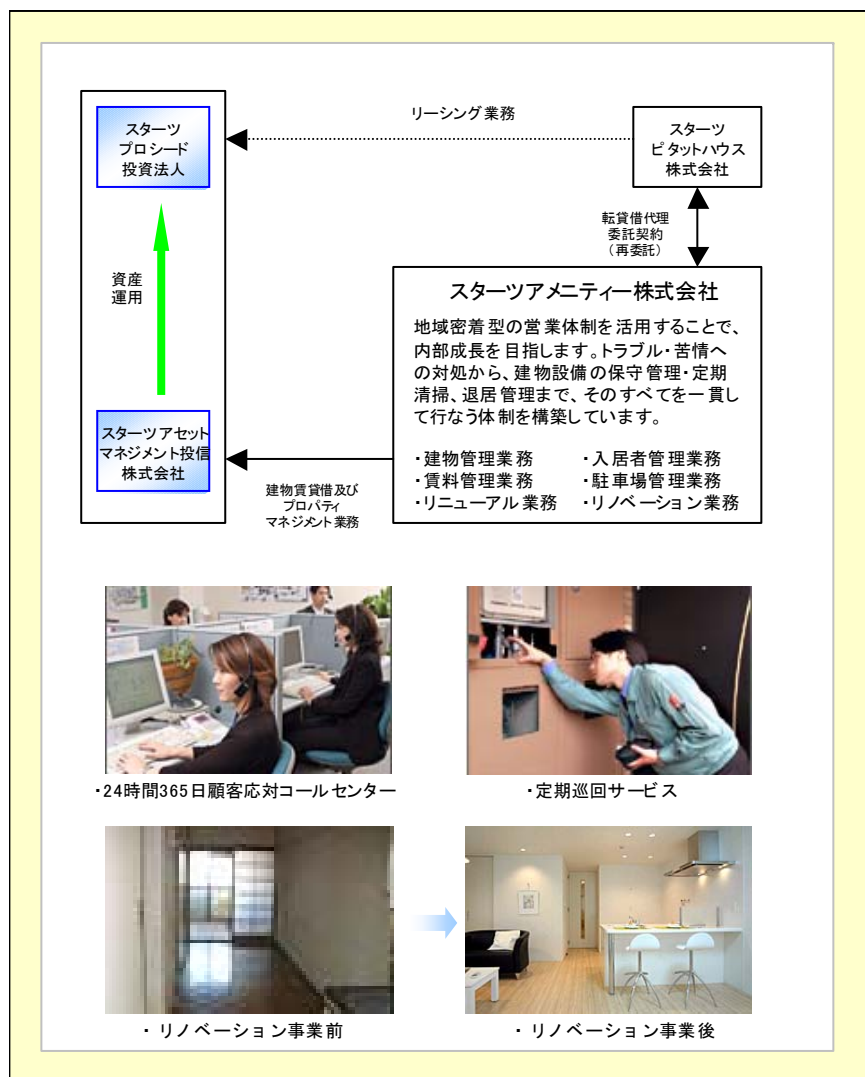 リーシング業務
スターツ
プロシード
投資法人
スターツ
ピタットハウス
株式会社
転貸借代理
委託契約
（再委託）
資産
運用
スターツアメニティー株式会社
地域密着型の営業体制を活用することで、
内部成長を目指します。トラブル・苦情へ
の対処から、建物設備の保守管理・定期
清掃、退居管理まで、そのすべてを一貫し
て行なう体制を構築しています。
・建物管理業務　・入居者管理業務
・賃料管理業務　・駐車場管理業務
・リニューアル業務　・リノベーション業務
スターツアセット
マネジメント投信
株式会社
建物賃貸借及び
プロパティ
マネジメント業務
・24時間365日顧客応対コールセンター
・定期巡回サービス
・リノベーション事業前
・リノベーション事業後